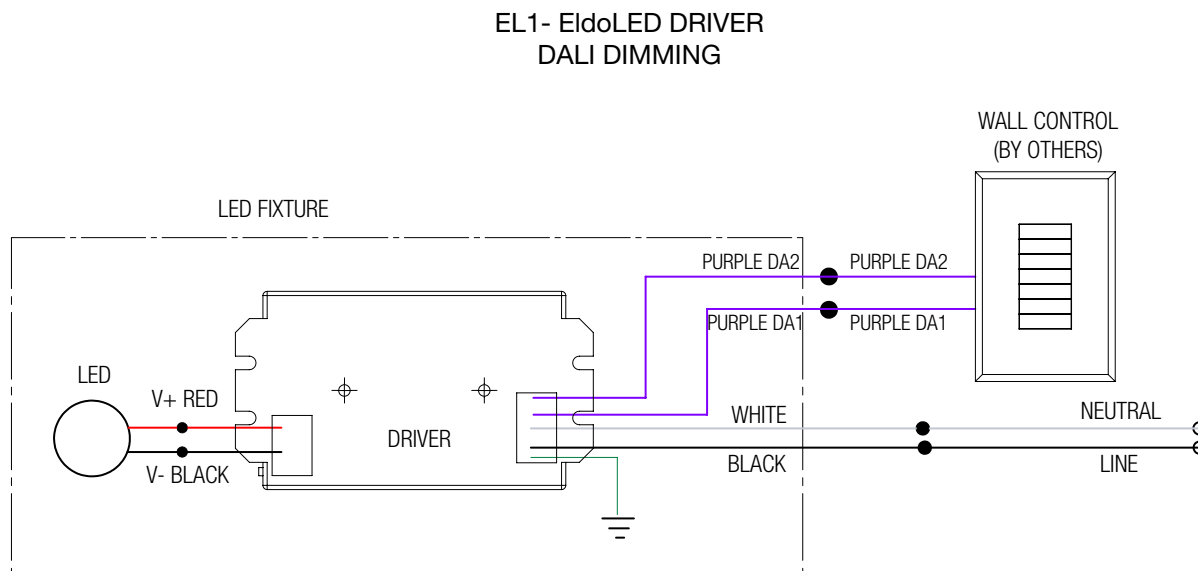 EL1- EldoLED DRIVER
DALI DIMMING
WALL CONTROL
(BY OTHERS)
LED FIXTURE
PURPLE DA2
PURPLE DA2
PURPLE DA1
PURPLE DA1
LED
V+ RED
V- BLACK
DRIVER
WHITE
NEUTRAL
BLACK
LINE